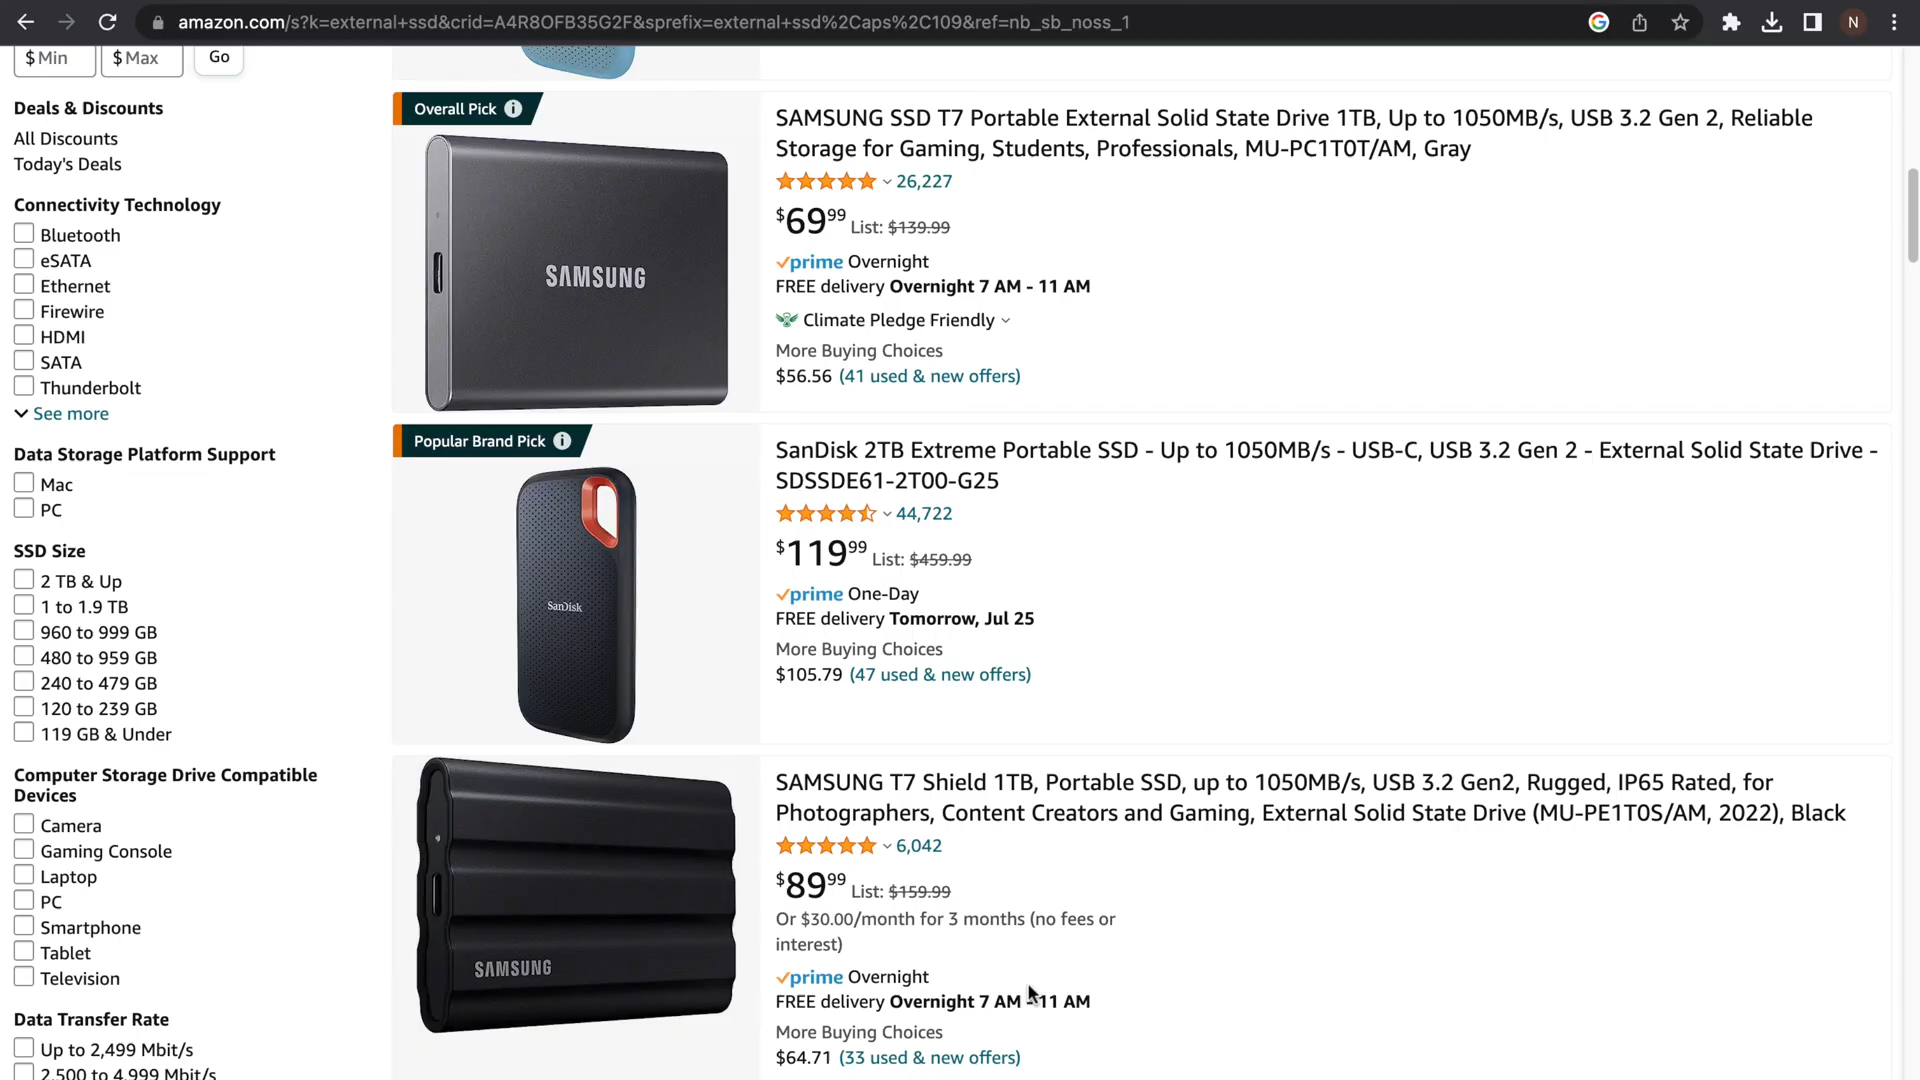 amazon.com/s?k=external+ssd&crid=A4R8OFB35G2F&sprefix=external+ssd%2Caps%2C109&ref=nb_sb_noss_1
N
$ Min
$ Max
Go
Deals & Discounts
All Discounts
Today's Deals
Connectivity Technology
Bluetooth
eSATA
Ethernet
Firewire
HDMI
SATA
Thunderbolt
See more
Data Storage Platform Support
Mac
PC
SSD Size
2 TB & Up
1 to 1.9 TB
960 to 999 GB
480 to 959 GB
240 to 479 GB
120 to 239 GB
119 GB & Under
Computer Storage Drive Compatible
Devices
Camera
Gaming Console
Laptop
PC
Smartphone
Tablet
Television
Data Transfer Rate
Up to 2,499 Mbit/s
2,500 to 4,999 Mbit/s
Overall Pick
SAMSUNG
SAMSUNG SSD T7 Portable External Solid State Drive 1TB, Up to 1050MB/s, USB 3.2 Gen 2, Reliable
Storage for Gaming, Students, Professionals, MU-PC1T0T/AM, Gray
26,227
$69.99 List: $139.99
prime Overnight
FREE delivery Overnight 7 AM - 11 AM
Climate Pledge Friendly
More Buying Choices
$56.56 (41 used & new offers)
Popular Brand Pick
SanDisk
SanDisk 2TB Extreme Portable SSD - Up to 1050MB/s - USB-C, USB 3.2 Gen 2 - External Solid State Drive -
SDSSDE61-2T00-G25
44,722
$119.99 List: $459.99
prime One-Day
FREE delivery Tomorrow, Jul 25
More Buying Choices
$105.79 (47 used & new offers)
SAMSUNG
SAMSUNG T7 Shield 1TB, Portable SSD, up to 1050MB/s, USB 3.2 Gen2, Rugged, IP65 Rated, for
Photographers, Content Creators and Gaming, External Solid State Drive (MU-PE1T0S/AM, 2022), Black
6,042
$89.99 List: $159.99
Or $30.00/month for 3 months (no fees or
interest)
prime Overnight
FREE delivery Overnight 7 AM - 11 AM
More Buying Choices
$64.71 (33 used & new offers)